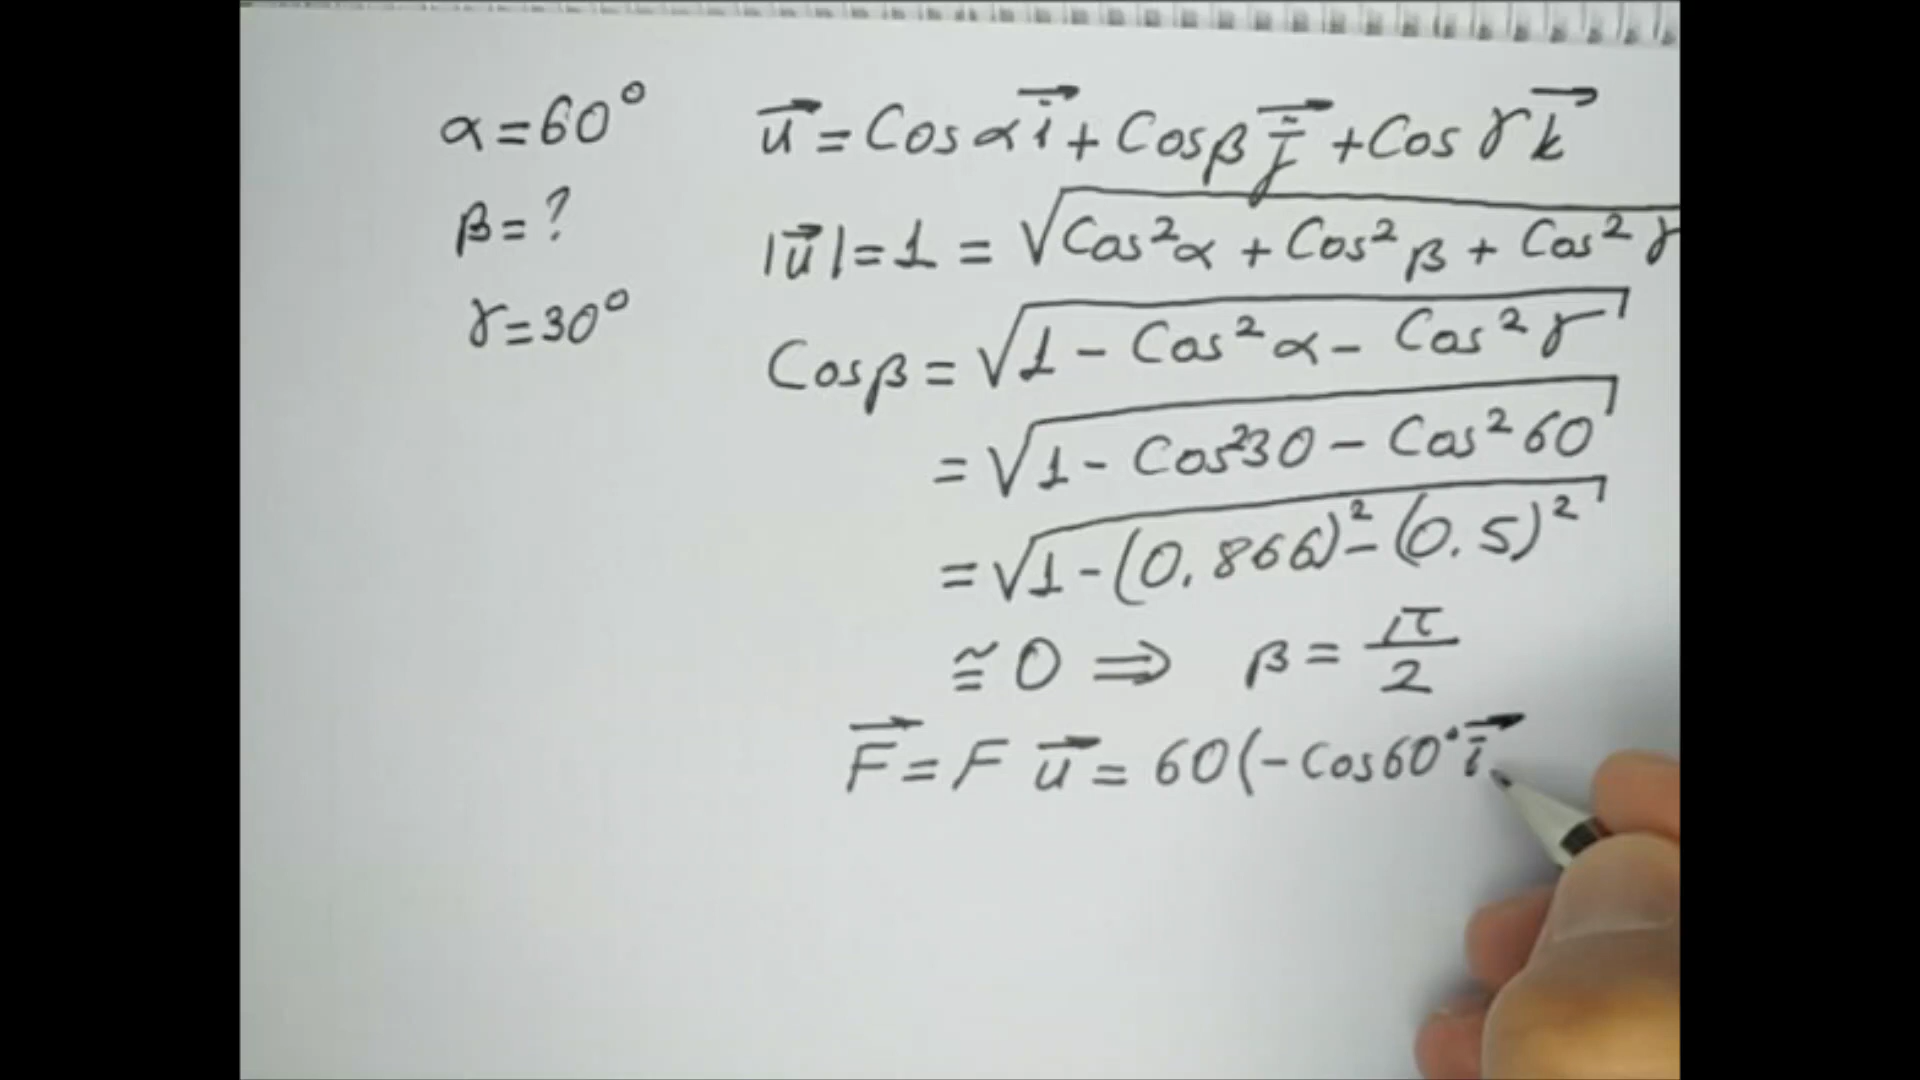 α = 60°
β = ?
γ = 30°
u⃗ = Cos α i⃗ + Cos β j⃗ + Cos γ k⃗
|u⃗| = 1 = √(Cos²α + Cos²β + Cos²γ
Cos β = √(1 - Cos²α - Cos²γ)
= √(1 - Cos²30 - Cos²60)
= √(1 - (0.866)² - (0.5)²)
≅ 0 ⇒ β = π/2
F⃗ = F u⃗ = 60(-Cos60° i⃗